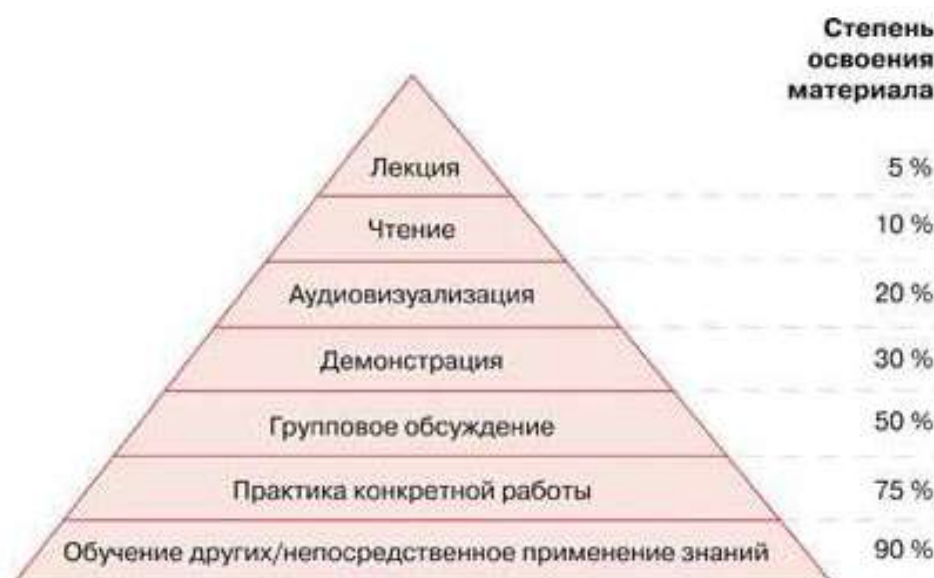 Степень
освоения
материала
Лекция 5 %
Чтение 10 %
Аудиовизуализация 20 %
Демонстрация 30 %
Групповое обсуждение 50 %
Практика конкретной работы 75 %
Обучение других/непосредственное применение знаний 90 %